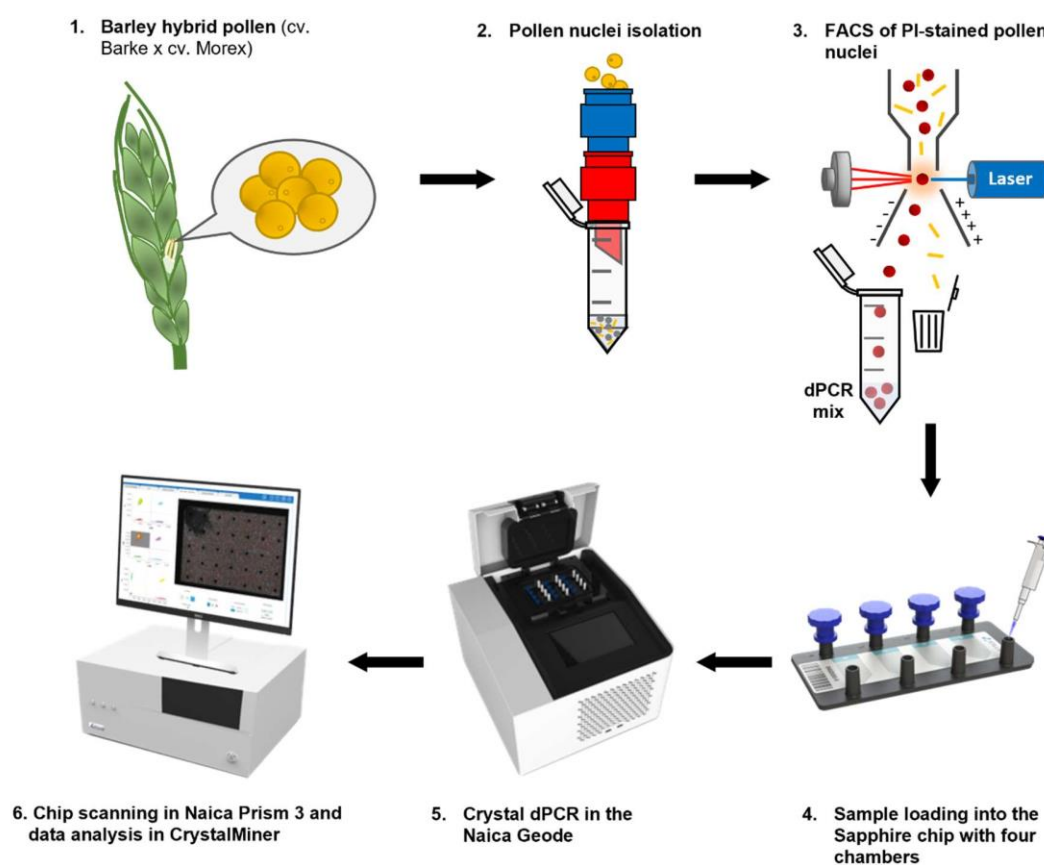 1. Barley hybrid pollen (cv.
Barke x cv. Morex)
2. Pollen nuclei isolation
3. FACS of PI-stained pollen
nuclei
Laser
- - - -
+ + + +
dPCR
mix
4. Sample loading into the
Sapphire chip with four
chambers
5. Crystal dPCR in the
Naica Geode
6. Chip scanning in Naica Prism 3 and
data analysis in CrystalMiner